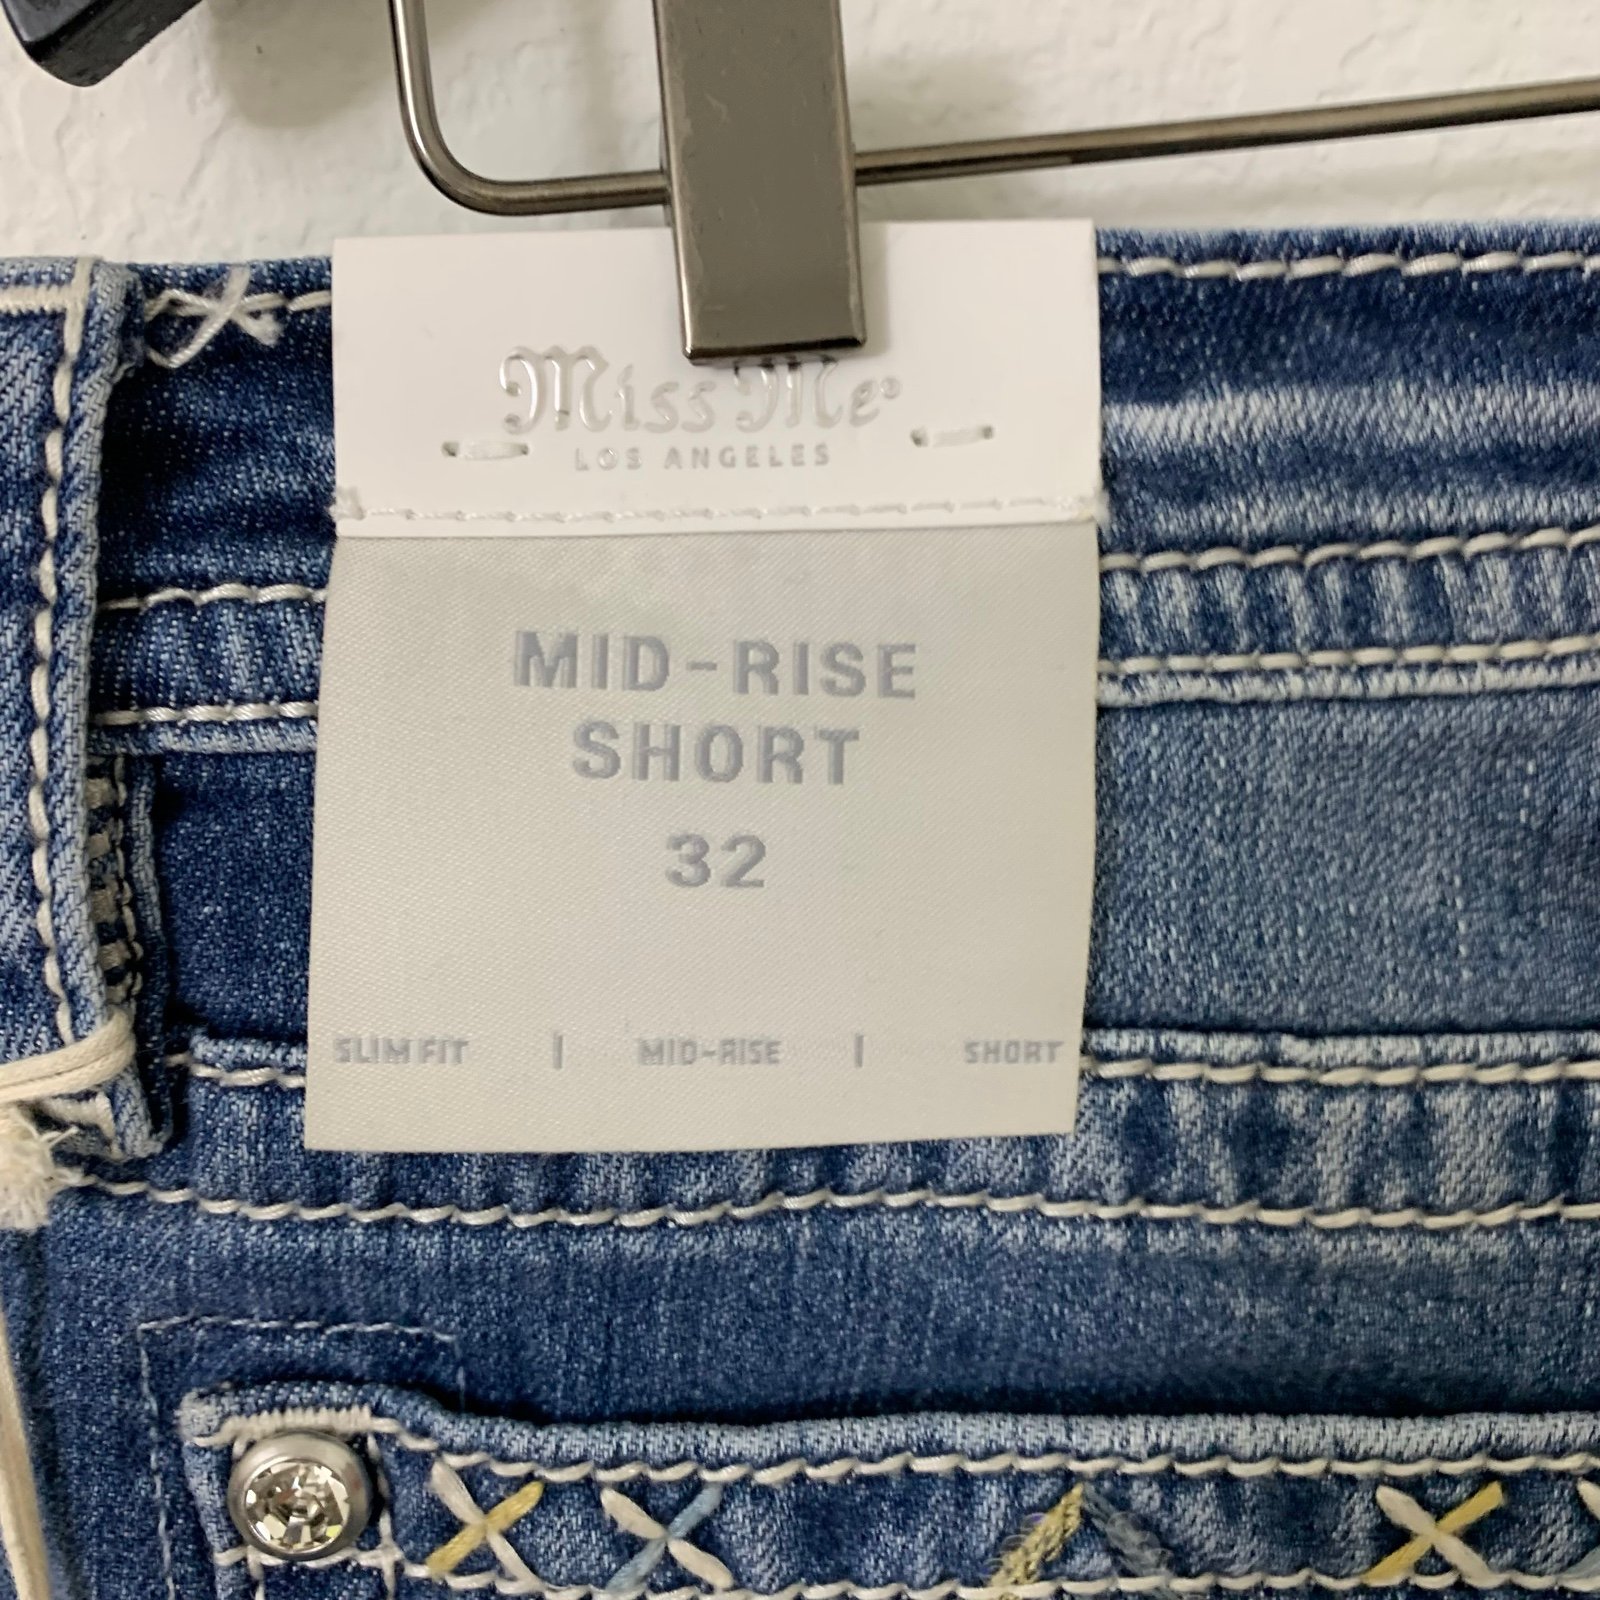 Miss Me®
LOS ANGELES
MID-RISE
SHORT
32
SLIM FIT | MID-RISE | SHORT